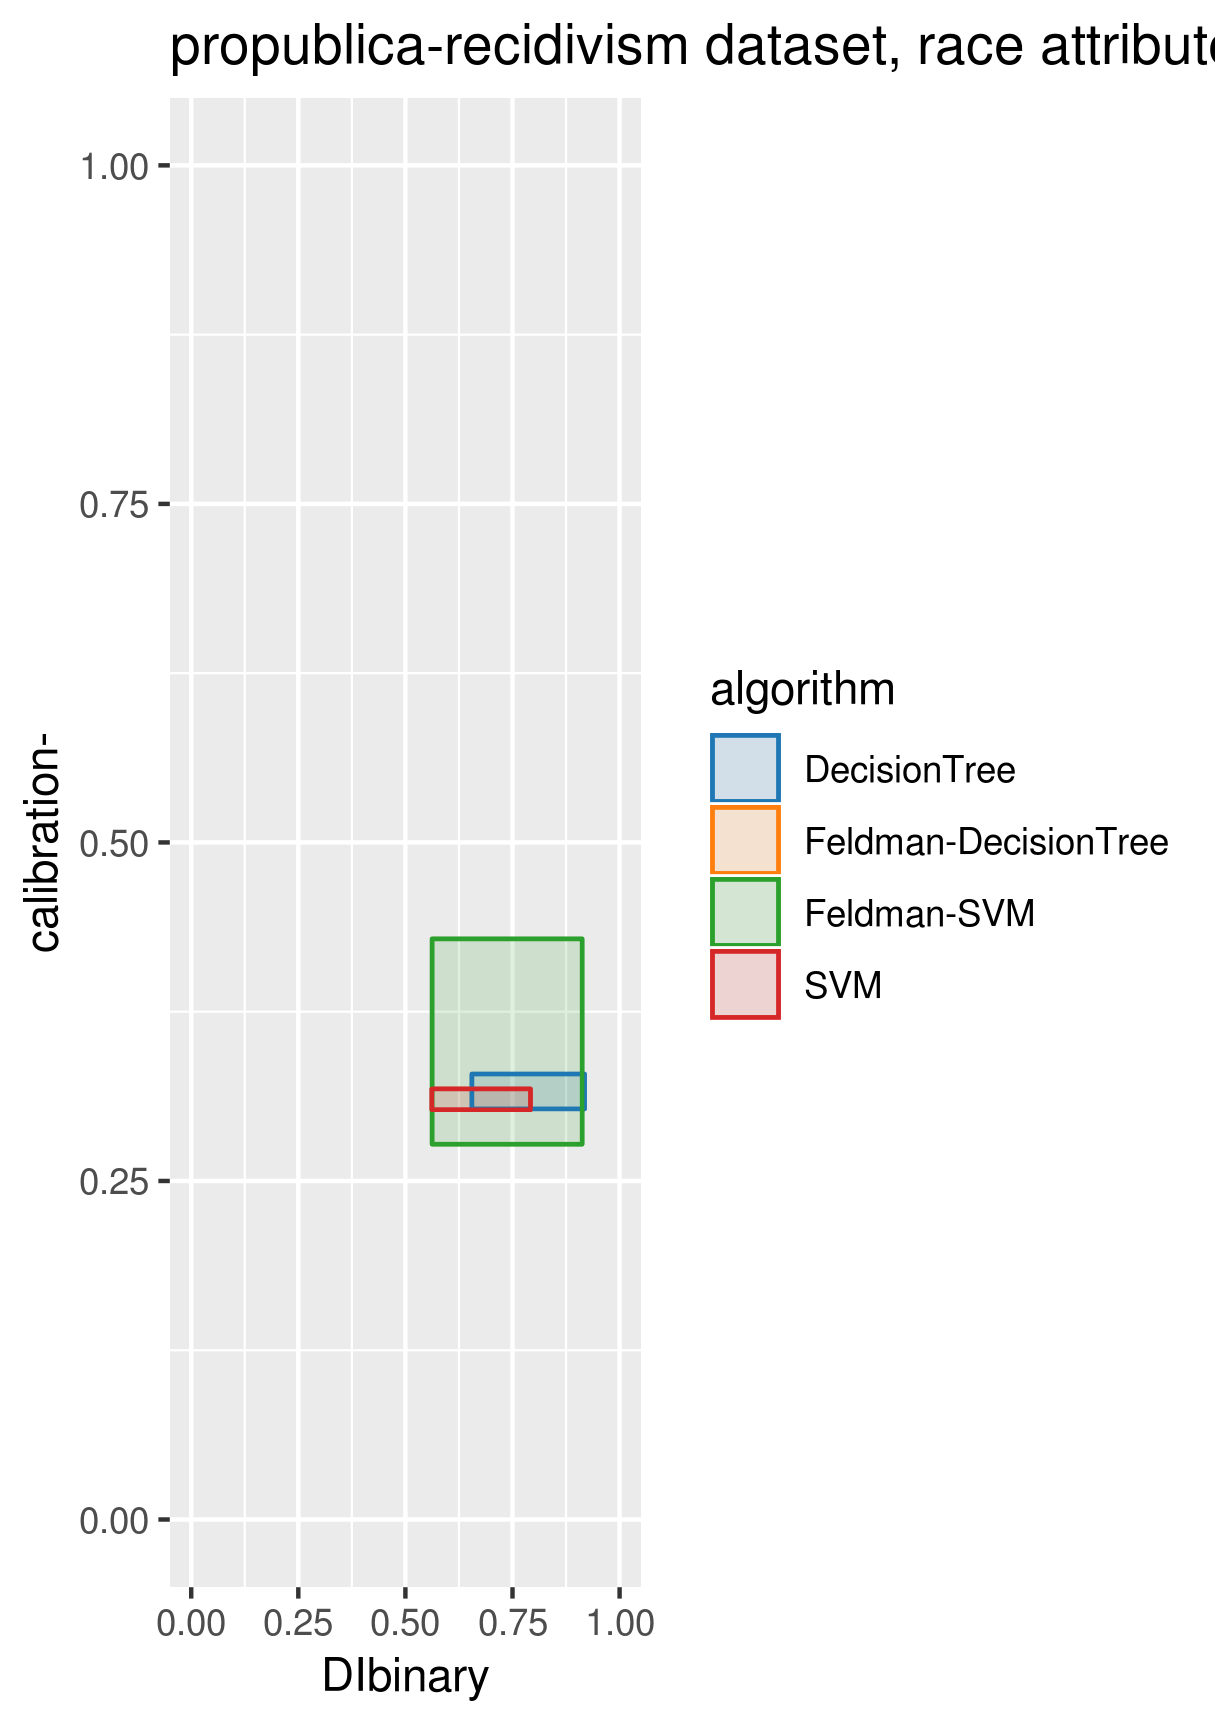 propublica-recidivism dataset, race attribute
1.00
0.75
0.50
0.25
0.00
calibration-
0.00 0.25 0.50 0.75 1.00
DIbinary
algorithm
DecisionTree
Feldman-DecisionTree
Feldman-SVM
SVM